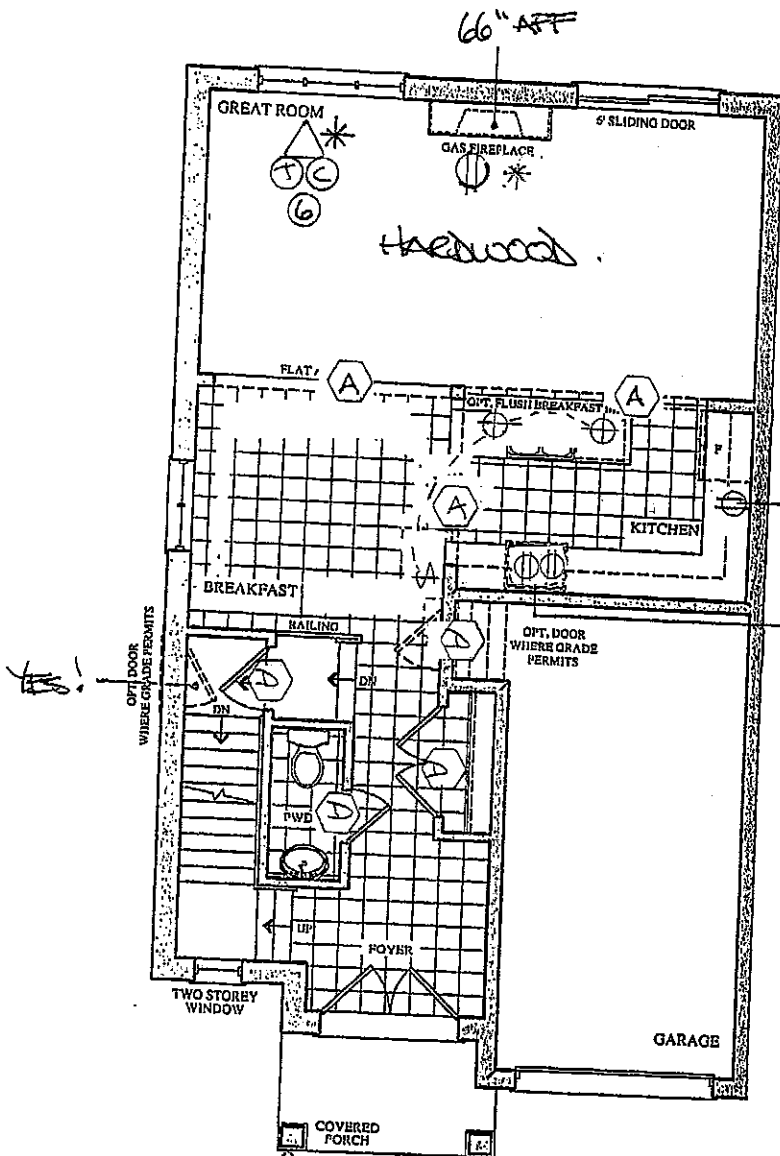 66" AFF
GREAT ROOM
6' SLIDING DOOR
GAS FIREPLACE
J C
6
HARDWOOD.
FLAT
A
OPT. FLUSH BREAKFAST
A
F
A
KITCHEN
BREAKFAST
RAILING
OPT. DOOR
WHERE GRADE
PERMITS
D
YES!
OPT. DOOR
WHERE GRADE PERMITS
D
DN
DN
D
PWD
D
UP
FOYER
TWO STOREY
WINDOW
GARAGE
COVERED
PORCH